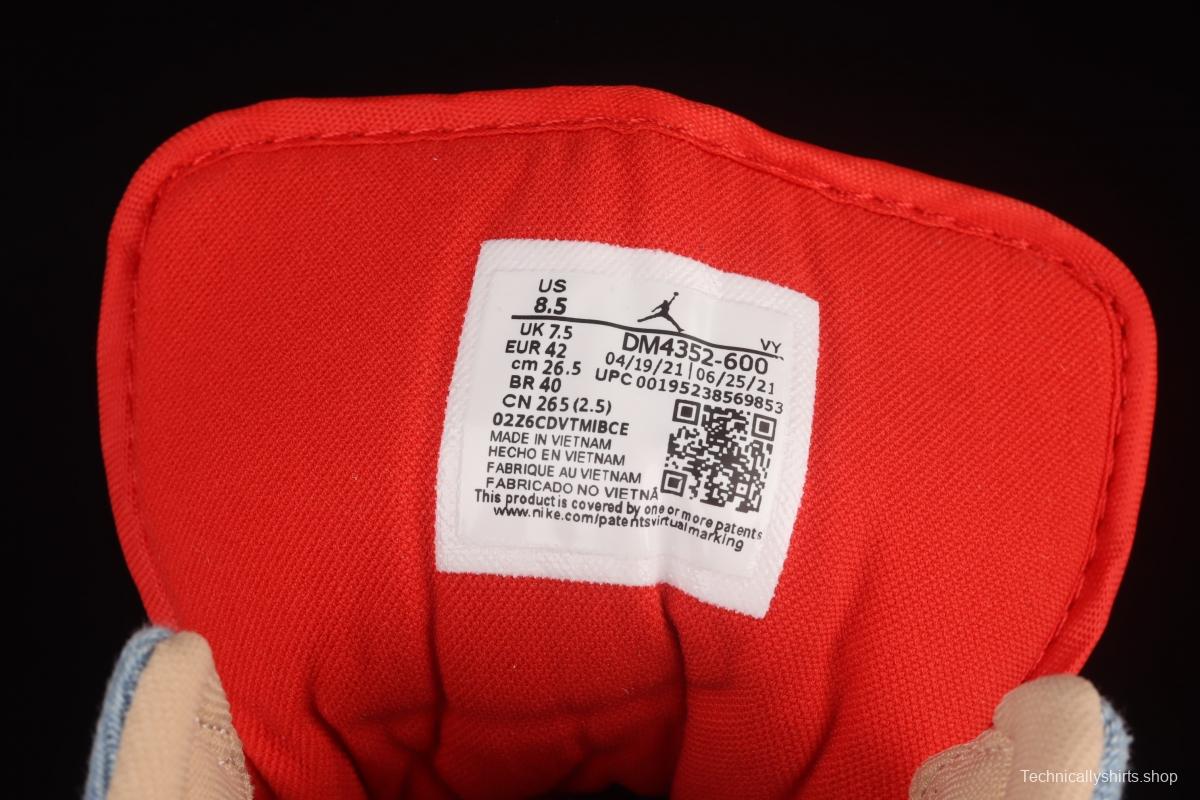 US
8.5
UK 7.5
EUR 42
cm 26.5
BR 40
CN 265 (2.5)
02Z6CDVTMIBCE
VY
DM4352-600
04/19/21 | 06/25/21
UPC 00195238569853
MADE IN VIETNAM
HECHO EN VIETNAM
FABRIQUE AU VIETNAM
FABRICADO NO VIETNÃ
This product is covered by one or more patents
www.nike.com/patentsvirtualmarking
Technicallyshirts.shop